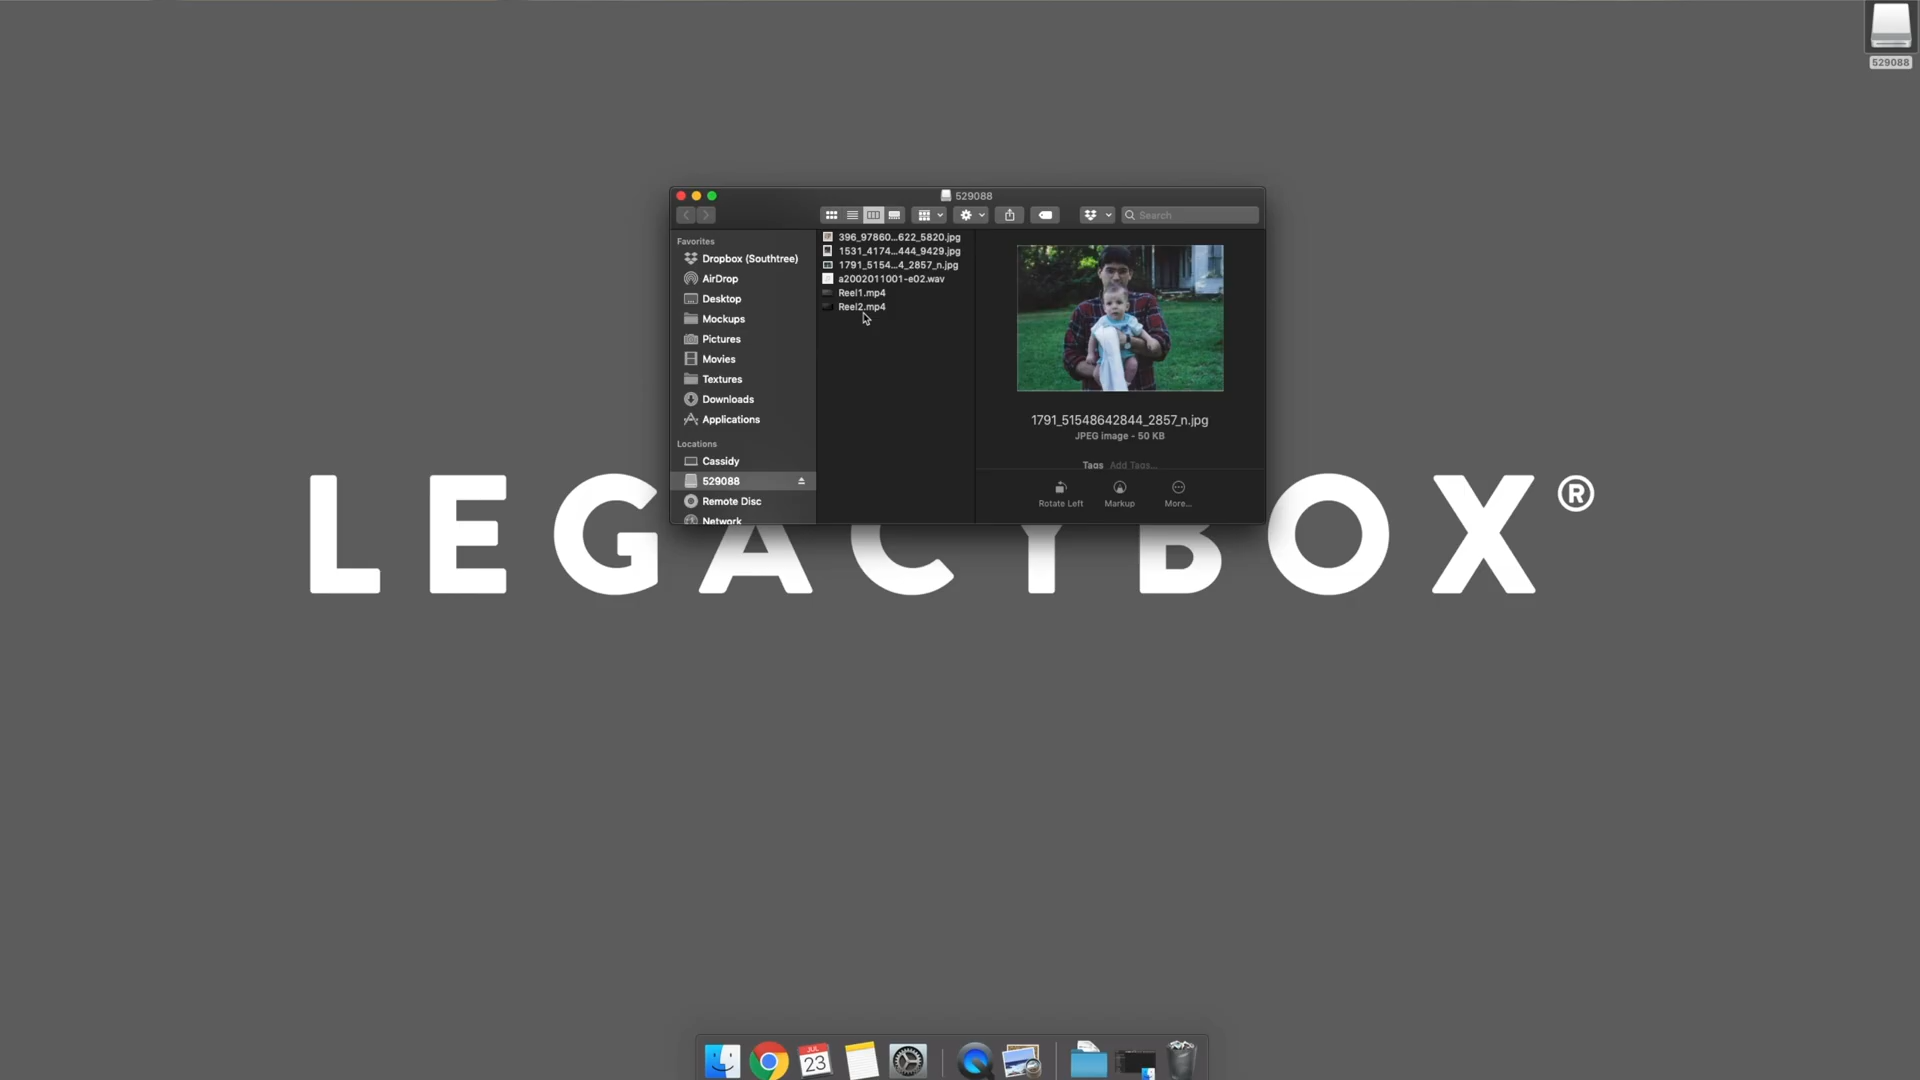 529088
529088
Search
Favorites
Dropbox (Southtree)
AirDrop
Desktop
Mockups
Pictures
Movies
Textures
Downloads
Applications
Locations
Cassidy
529088
Remote Disc
Network
396_97860...622_5820.jpg
1531_4174...444_9429.jpg
1791_5154...4_2857_n.jpg
a2002011001-e02.wav
Reel1.mp4
Reel2.mp4
1791_51548642844_2857_n.jpg
JPEG image - 50 KB
Tags Add Tags...
Rotate Left Markup More...
LEGACYBOX®
JUL
23